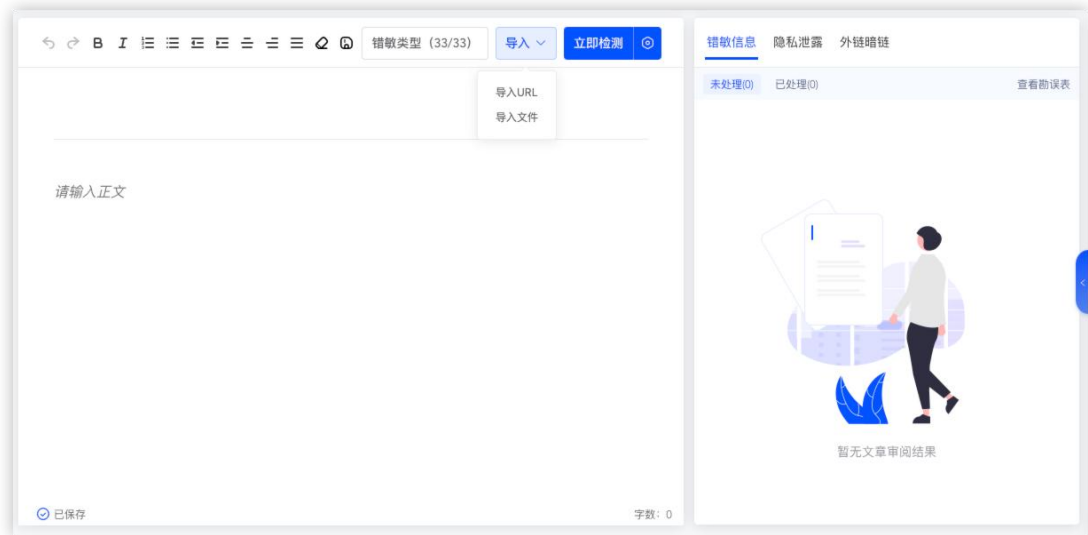 B I 错敏类型（33/33） 导入 立即检测
导入URL
导入文件
请输入正文
已保存 字数：0
错敏信息 隐私泄露 外链暗链
未处理(0) 已处理(0) 查看勘误表
暂无文章审阅结果